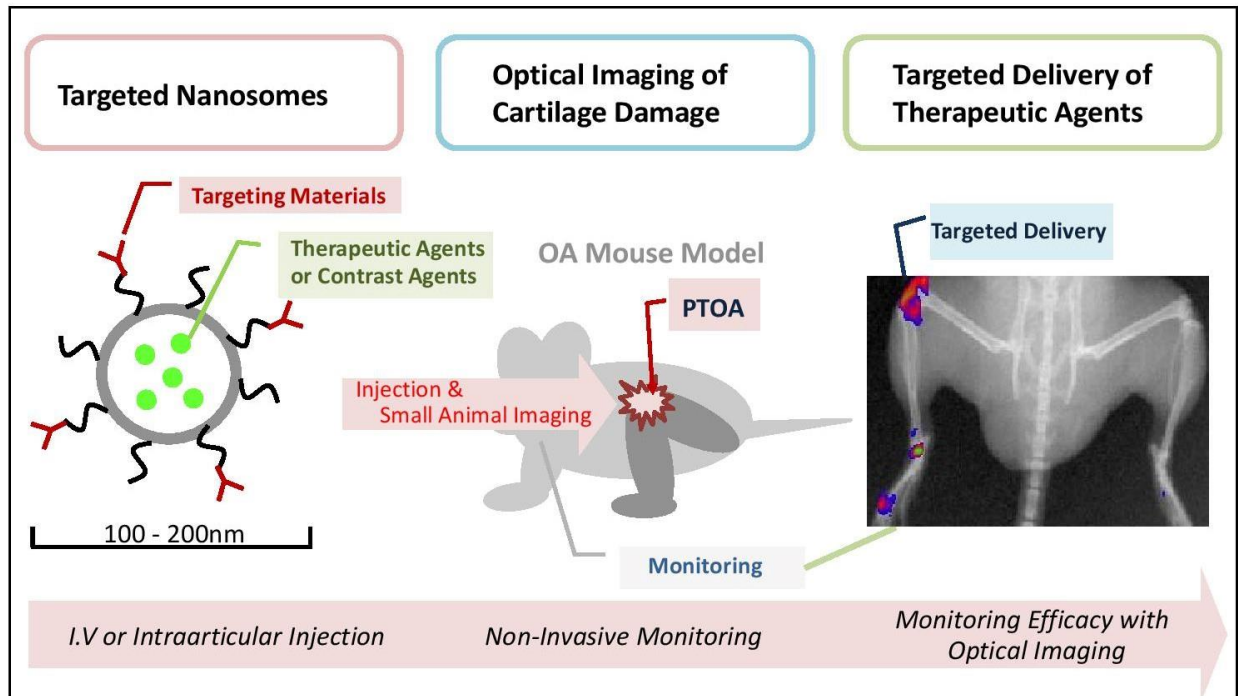 Targeted Nanosomes
Optical Imaging of
Cartilage Damage
Targeted Delivery of
Therapeutic Agents
Targeting Materials
Therapeutic Agents
or Contrast Agents
100 - 200nm
OA Mouse Model
PTOA
Injection &
Small Animal Imaging
Monitoring
Targeted Delivery
I.V or Intraarticular Injection
Non-Invasive Monitoring
Monitoring Efficacy with
Optical Imaging